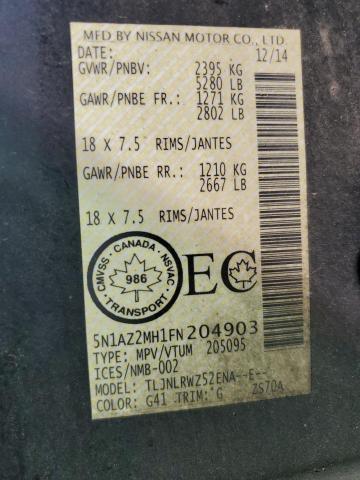 MFD BY NISSAN MOTOR CO., LTD.
DATE: 12/14
GVWR/PNBV: 2395 KG
5280 LB
GAWR/PNBE FR.: 1271 KG
2802 LB
18 X 7.5 RIMS/JANTES
GAWR/PNBE RR.: 1210 KG
2667 LB
18 X 7.5 RIMS/JANTES
CMVSS · CANADA · NSVAC
986
TRANSPORT
EC
5N1AZ2MH1FN204903
TYPE: MPV/VTUM 205095
ICES/NMB-002
MODEL: TLJNLRWZ52ENA--E--
COLOR: G41 TRIM: G ZS70A